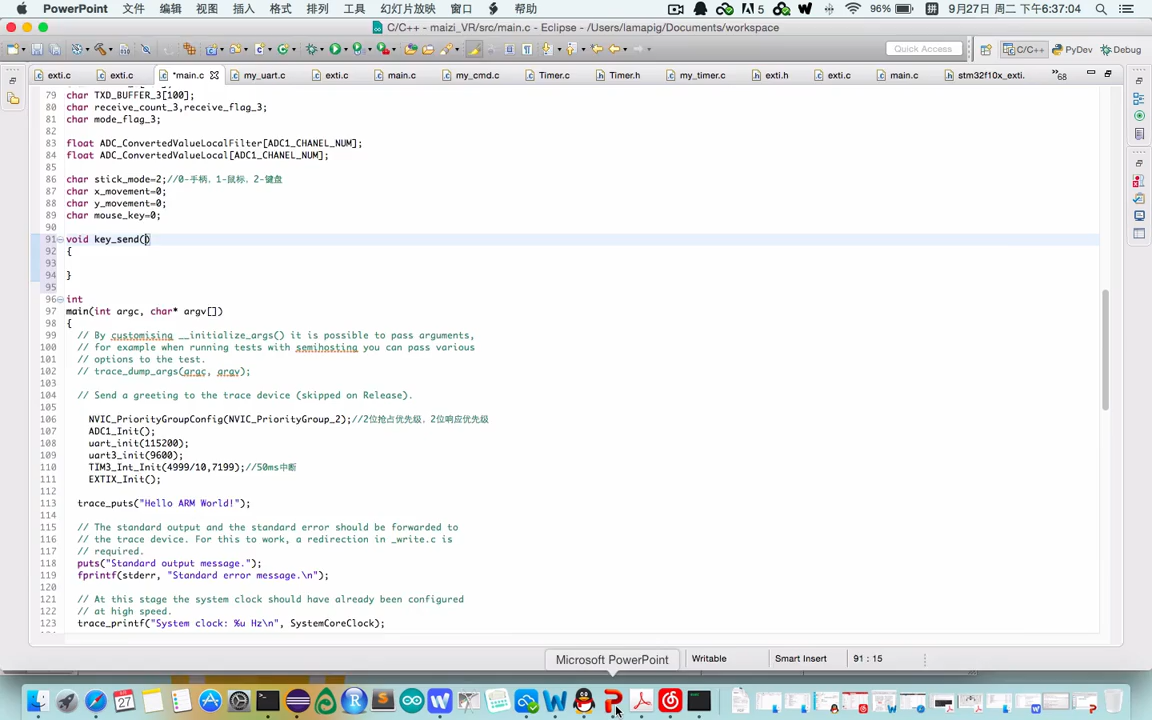 PowerPoint 文件 编辑 视图 插入 格式 排列 工具 幻灯片放映 窗口 帮助 5 96% 拼 9月27日 周二 下午6:37:04
C/C++ - maizi_VR/src/main.c - Eclipse - /Users/lamapig/Documents/workspace
Quick Access C/C++ PyDev Debug
exti.c exti.c *main.c my_uart.c exti.c main.c my_cmd.c Timer.c Timer.h my_timer.c exti.h exti.c main.c stm32f10x_exti. »68
79 char TXD_BUFFER_3[100];
80 char receive_count_3,receive_flag_3;
81 char mode_flag_3;
82
83 float ADC_ConvertedValueLocalFilter[ADC1_CHANEL_NUM];
84 float ADC_ConvertedValueLocal[ADC1_CHANEL_NUM];
85
86 char stick_mode=2;//0-手柄，1-鼠标，2-键盘
87 char x_movement=0;
88 char y_movement=0;
89 char mouse_key=0;
90
91 void key_send()
92 {
93
94 }
95
96 int
97 main(int argc, char* argv[])
98 {
99 // By customising __initialize_args() it is possible to pass arguments,
100 // for example when running tests with semihosting you can pass various
101 // options to the test.
102 // trace_dump_args(argc, argv);
103
104 // Send a greeting to the trace device (skipped on Release).
105
106 NVIC_PriorityGroupConfig(NVIC_PriorityGroup_2);//2位抢占优先级，2位响应优先级
107 ADC1_Init();
108 uart_init(115200);
109 uart3_init(9600);
110 TIM3_Int_Init(4999/10,7199);//50ms中断
111 EXTIX_Init();
112
113 trace_puts("Hello ARM World!");
114
115 // The standard output and the standard error should be forwarded to
116 // the trace device. For this to work, a redirection in _write.c is
117 // required.
118 puts("Standard output message.");
119 fprintf(stderr, "Standard error message.\n");
120
121 // At this stage the system clock should have already been configured
122 // at high speed.
123 trace_printf("System clock: %u Hz\n", SystemCoreClock);
Microsoft PowerPoint Writable Smart Insert 91 : 15